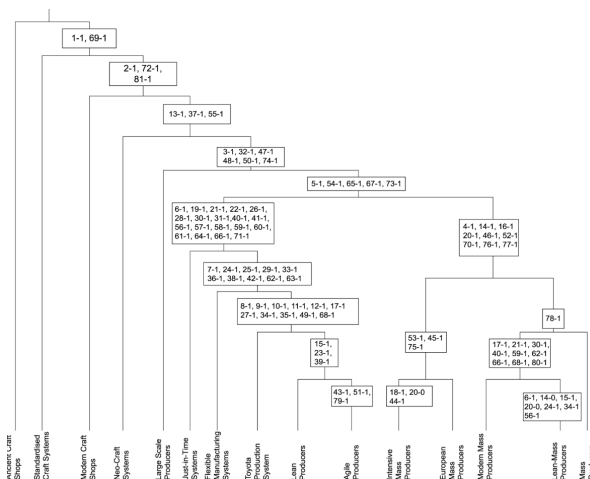 1-1, 69-1
2-1, 72-1,
81-1
13-1, 37-1, 55-1
3-1, 32-1, 47-1
48-1, 50-1, 74-1
5-1, 54-1, 65-1, 67-1, 73-1
6-1, 19-1, 21-1, 22-1, 26-1,
28-1, 30-1, 31-1,40-1, 41-1,
56-1, 57-1, 58-1, 59-1, 60-1,
61-1, 64-1, 66-1, 71-1
4-1, 14-1, 16-1
20-1, 46-1, 52-1
70-1, 76-1, 77-1
7-1, 24-1, 25-1, 29-1, 33-1
36-1, 38-1, 42-1, 62-1, 63-1
8-1, 9-1, 10-1, 11-1, 12-1, 17-1
27-1, 34-1, 35-1, 49-1, 68-1
78-1
53-1, 45-1
75-1
15-1,
23-1,
39-1
17-1, 21-1, 30-1,
40-1, 59-1, 62-1
66-1, 68-1, 80-1
43-1, 51-1,
79-1
18-1, 20-0
44-1
6-1, 14-0, 15-1,
20-0, 24-1, 34-1
56-1
Ancient Craft
Shops
Standardised
Craft Systems
Modern Craft
Shops
Neo-Craft
Systems
Large Scale
Producers
Just-in-Time
Systems
Flexible
Manufacturing
Systems
Toyota
Production
System
Lean
Producers
Agile
Producers
Intensive
Mass
Producers
European
Mass
Producers
Modern Mass
Producers
Lean-Mass
Producers
Mass